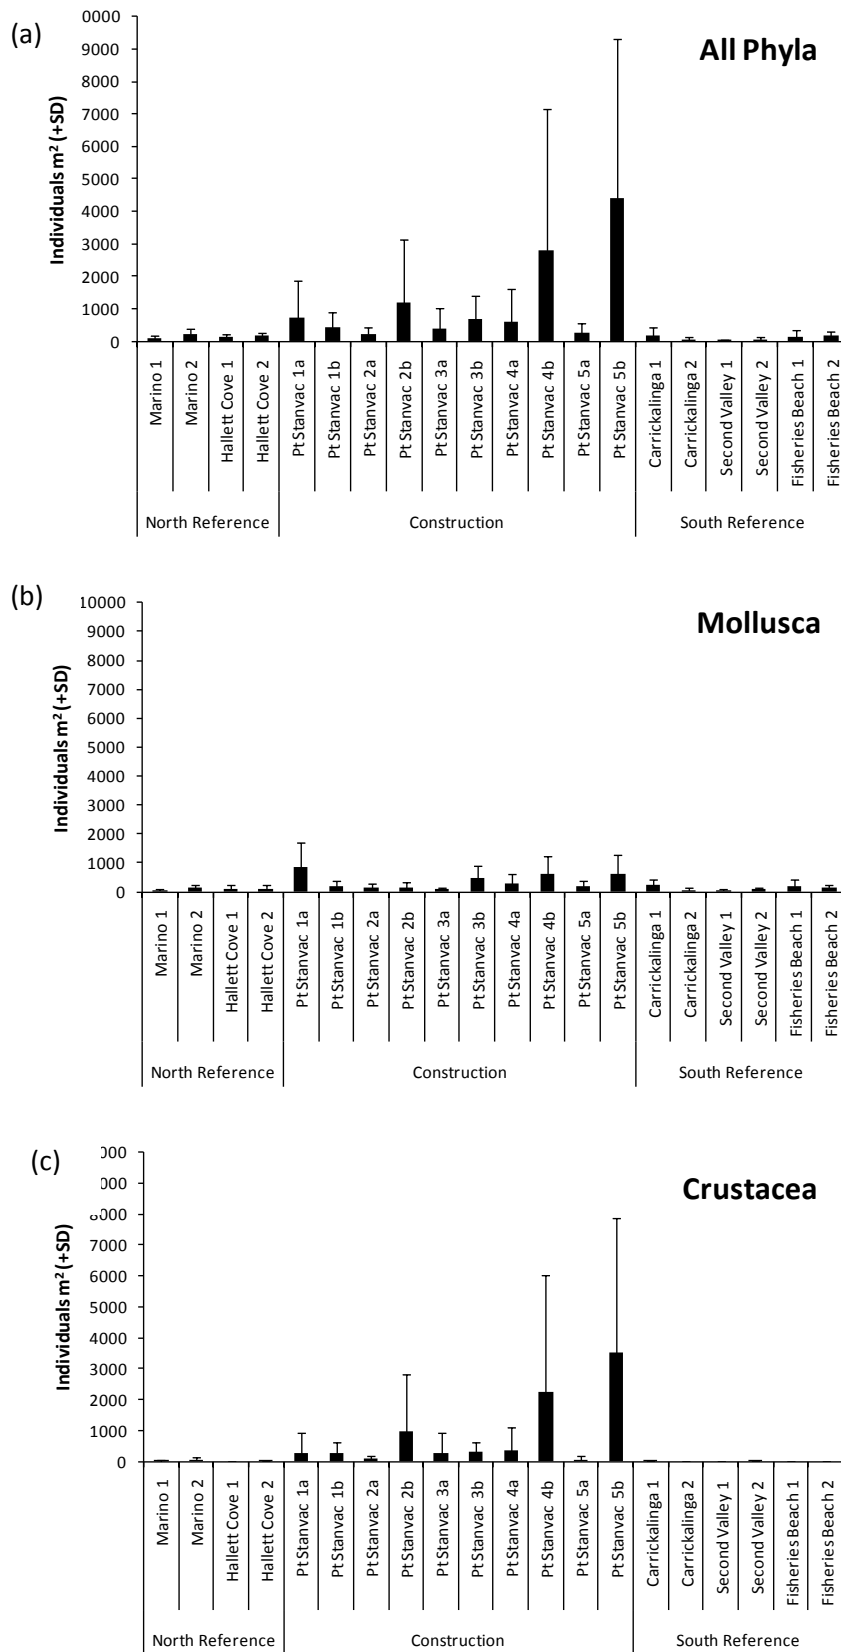 (a)
All Phyla
Individuals m² (+SD)
0000
9000
8000
7000
6000
5000
4000
3000
2000
1000
0
Marino 1
Marino 2
Hallett Cove 1
Hallett Cove 2
Pt Stanvac 1a
Pt Stanvac 1b
Pt Stanvac 2a
Pt Stanvac 2b
Pt Stanvac 3a
Pt Stanvac 3b
Pt Stanvac 4a
Pt Stanvac 4b
Pt Stanvac 5a
Pt Stanvac 5b
Carrickalinga 1
Carrickalinga 2
Second Valley 1
Second Valley 2
Fisheries Beach 1
Fisheries Beach 2
North Reference
Construction
South Reference
(b)
Mollusca
Individuals m² (+SD)
10000
9000
8000
7000
6000
5000
4000
3000
2000
1000
0
Marino 1
Marino 2
Hallett Cove 1
Hallett Cove 2
Pt Stanvac 1a
Pt Stanvac 1b
Pt Stanvac 2a
Pt Stanvac 2b
Pt Stanvac 3a
Pt Stanvac 3b
Pt Stanvac 4a
Pt Stanvac 4b
Pt Stanvac 5a
Pt Stanvac 5b
Carrickalinga 1
Carrickalinga 2
Second Valley 1
Second Valley 2
Fisheries Beach 1
Fisheries Beach 2
North Reference
Construction
South Reference
(c)
Crustacea
Individuals m² (+SD)
000
000
8000
7000
6000
5000
4000
3000
2000
1000
0
Marino 1
Marino 2
Hallett Cove 1
Hallett Cove 2
Pt Stanvac 1a
Pt Stanvac 1b
Pt Stanvac 2a
Pt Stanvac 2b
Pt Stanvac 3a
Pt Stanvac 3b
Pt Stanvac 4a
Pt Stanvac 4b
Pt Stanvac 5a
Pt Stanvac 5b
Carrickalinga 1
Carrickalinga 2
Second Valley 1
Second Valley 2
Fisheries Beach 1
Fisheries Beach 2
North Reference
Construction
South Reference